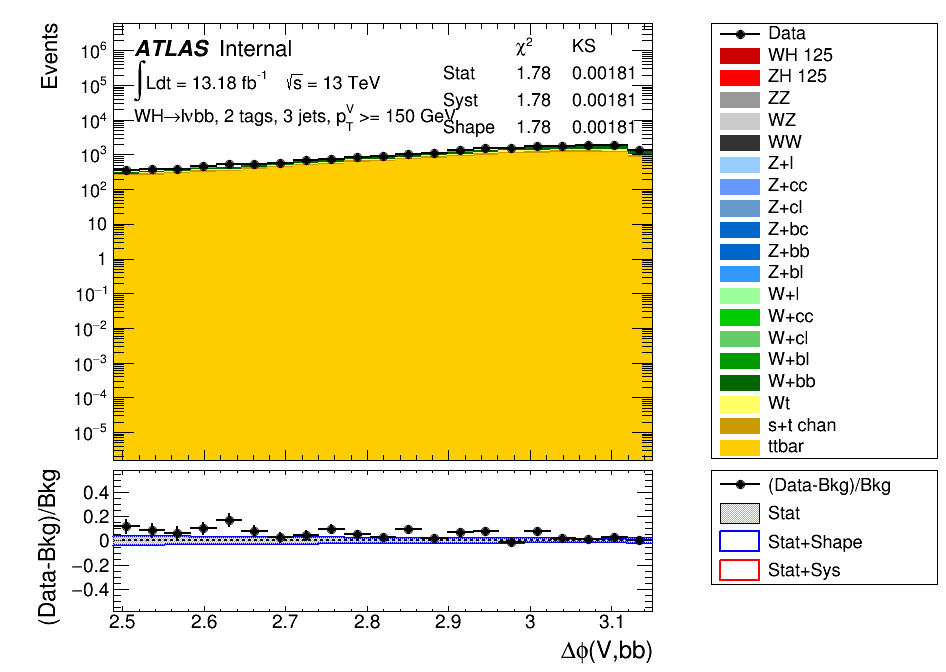 Events
10⁶
10⁵
10⁴
10³
10²
10
1
10⁻¹
10⁻²
10⁻³
10⁻⁴
10⁻⁵
ATLAS Internal
∫Ldt = 13.18 fb⁻¹ √s = 13 TeV
WH→lνbb, 2 tags, 3 jets, p_T^V >= 150 GeV
χ² KS
Stat 1.78 0.00181
Syst 1.78 0.00181
Shape 1.78 0.00181
Data
WH 125
ZH 125
ZZ
WZ
WW
Z+l
Z+cc
Z+cl
Z+bc
Z+bb
Z+bl
W+l
W+cc
W+cl
W+bl
W+bb
Wt
s+t chan
ttbar
(Data-Bkg)/Bkg
0.4
0.2
0
−0.2
−0.4
2.5 2.6 2.7 2.8 2.9 3 3.1
Δϕ(V,bb)
(Data-Bkg)/Bkg
Stat
Stat+Shape
Stat+Sys